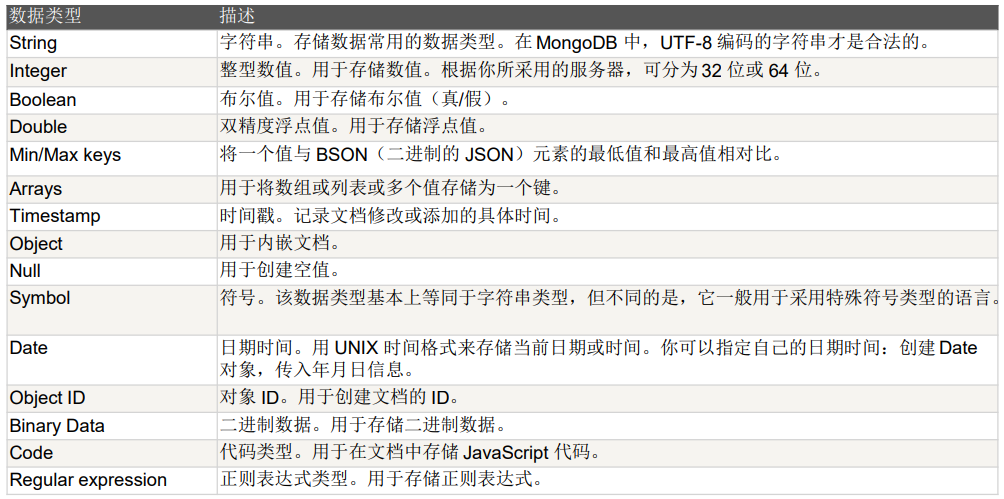 数据类型 描述
String 字符串。存储数据常用的数据类型。在 MongoDB 中，UTF-8 编码的字符串才是合法的。
Integer 整型数值。用于存储数值。根据你所采用的服务器，可分为 32 位或 64 位。
Boolean 布尔值。用于存储布尔值（真/假）。
Double 双精度浮点值。用于存储浮点值。
Min/Max keys 将一个值与 BSON（二进制的 JSON）元素的最低值和最高值相对比。
Arrays 用于将数组或列表或多个值存储为一个键。
Timestamp 时间戳。记录文档修改或添加的具体时间。
Object 用于内嵌文档。
Null 用于创建空值。
Symbol 符号。该数据类型基本上等同于字符串类型，但不同的是，它一般用于采用特殊符号类型的语言。
Date 日期时间。用 UNIX 时间格式来存储当前日期或时间。你可以指定自己的日期时间：创建 Date
对象，传入年月日信息。
Object ID 对象 ID。用于创建文档的 ID。
Binary Data 二进制数据。用于存储二进制数据。
Code 代码类型。用于在文档中存储 JavaScript 代码。
Regular expression 正则表达式类型。用于存储正则表达式。